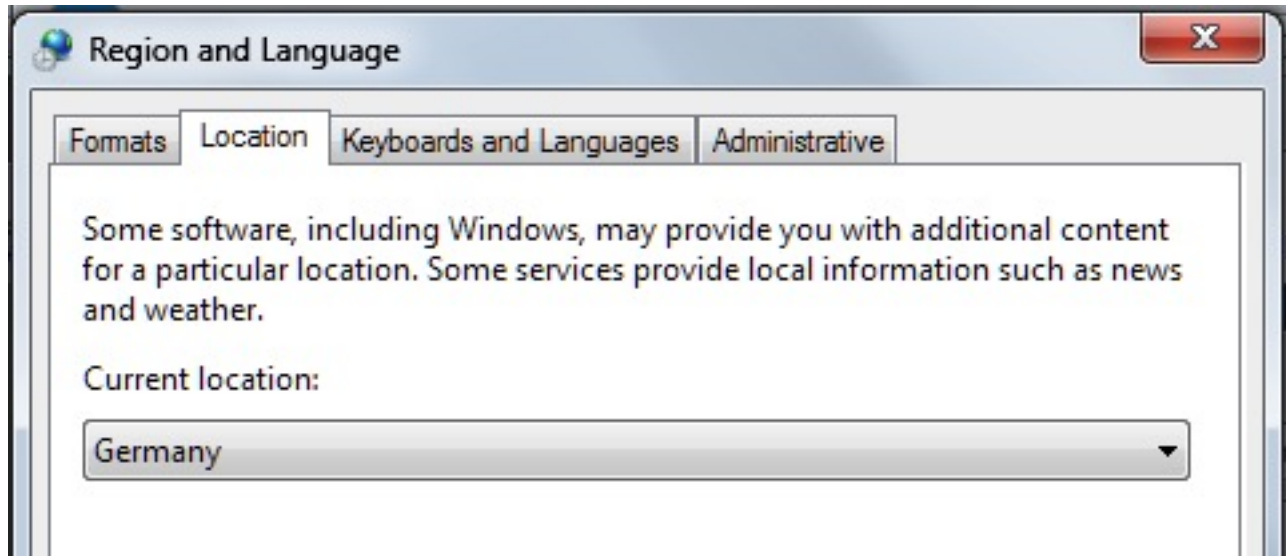 Region and Language
Formats
Location
Keyboards and Languages
Administrative
Some software, including Windows, may provide you with additional content
for a particular location. Some services provide local information such as news
and weather.
Current location:
Germany